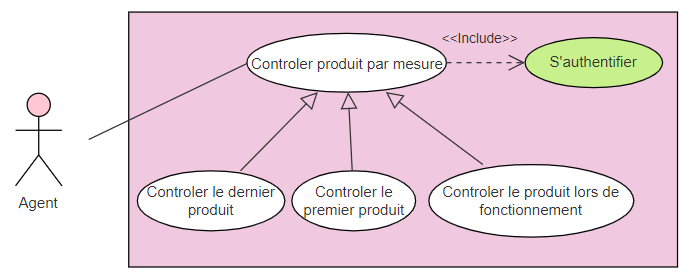 <<Include>>
Controler produit par mesure
S'authentifier
Agent
Controler le dernier
produit
Controler le
premier produit
Controler le produit lors de
fonctionnement